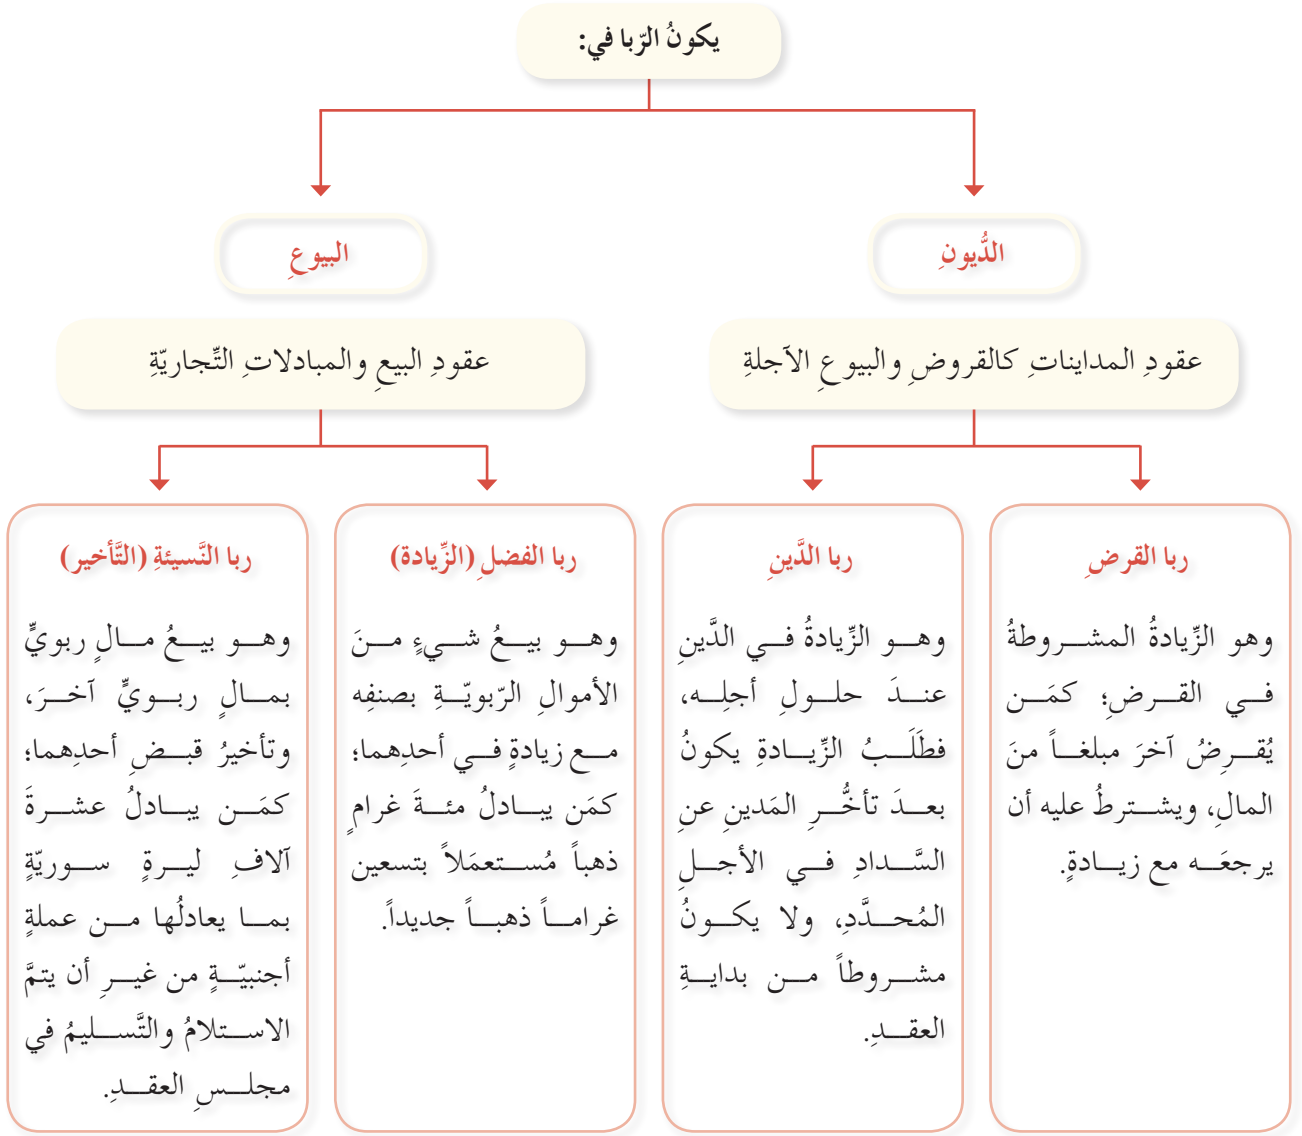 يكونُ الرّبا في:
الدُّيونِ
البيوعِ
عقودِ المدايناتِ كالقروضِ والبيوعِ الآجلةِ
عقودِ البيعِ والمبادلاتِ التِّجاريّةِ
ربا القرضِ
وهو الزِّيادةُ المشروطةُ
في القرضِ؛ كمَن
يُقرِضُ آخرَ مبلغاً منَ
المالِ، ويشترطُ عليه أن
يرجعَه مع زيادةٍ.
ربا الدَّينِ
وهو الزِّيادةُ في الدَّينِ
عندَ حلولِ أجلِه،
فطَلَبُ الزِّيادةِ يكونُ
بعدَ تأخُّرِ المَدينِ عنِ
السَّدادِ في الأجلِ
المُحدَّدِ، ولا يكونُ
مشروطاً من بدايةِ
العقدِ.
ربا الفضلِ (الزِّيادة)
وهو بيعُ شيءٍ منَ
الأموالِ الرّبويّةِ بصنفِه
مع زيادةٍ في أحدِهما؛
كمَن يبادلُ مئةَ غرامٍ
ذهباً مُستعمَلاً بتسعين
غراماً ذهباً جديداً.
ربا النَّسيئةِ (التَّأخير)
وهو بيعُ مالٍ ربويٍّ
بمالٍ ربويٍّ آخرَ،
وتأخيرُ قبضِ أحدِهما؛
كمَن يبادلُ عشرةَ
آلافِ ليرةٍ سوريّةٍ
بما يعادلُها من عملةٍ
أجنبيّةٍ من غيرِ أن يتمَّ
الاستلامُ والتَّسليمُ في
مجلسِ العقدِ.